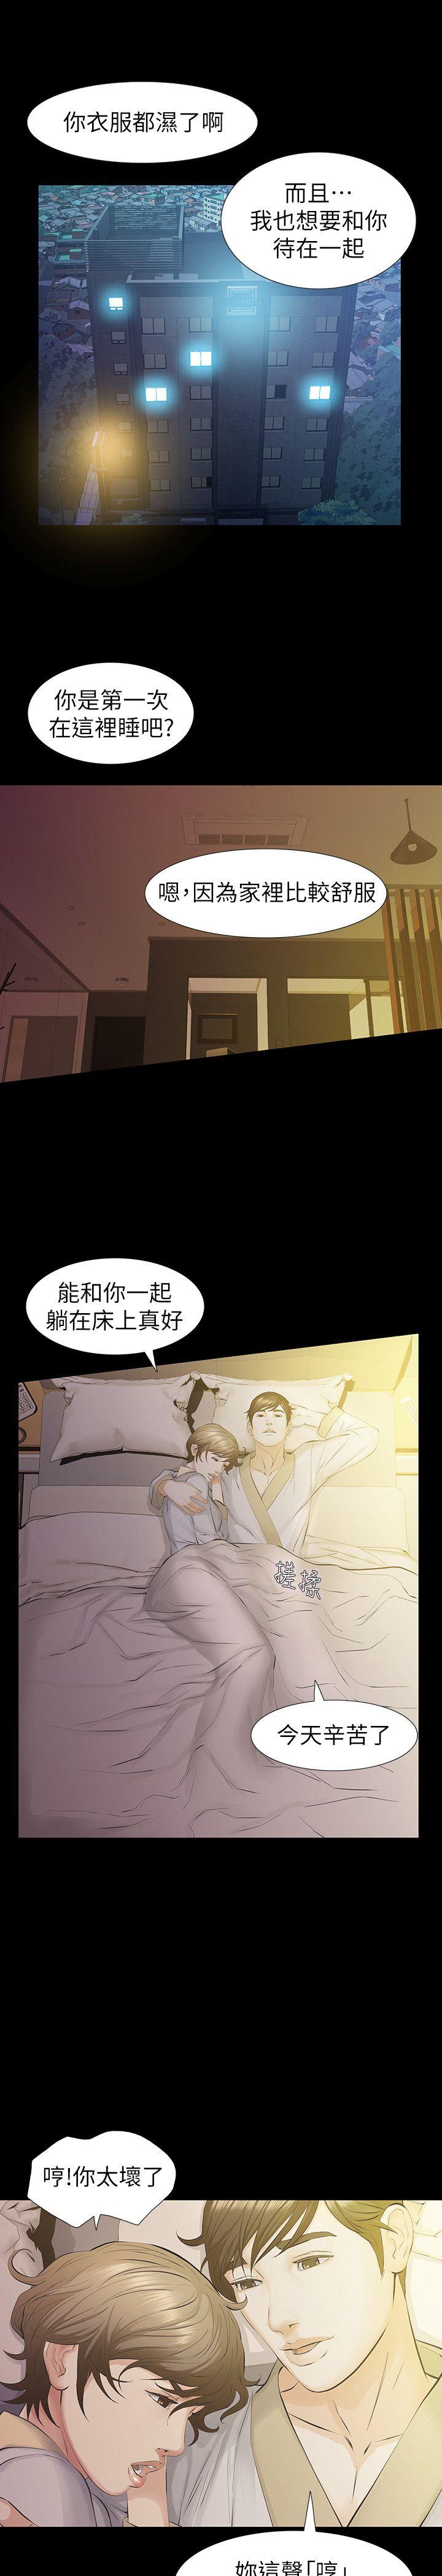 你衣服都濕了啊
而且…
我也想要和你
待在一起
你是第一次
在這裡睡吧?
嗯，因為家裡比較舒服
能和你一起
躺在床上真好
搓揉
今天辛苦了
哼!你太壞了
妳這聲「哼」